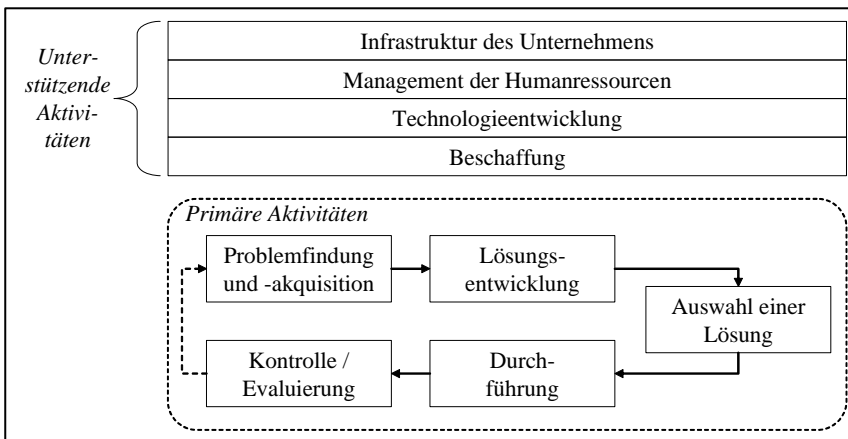 Unter-
stützende
Aktivi-
täten
Infrastruktur des Unternehmens
Management der Humanressourcen
Technologieentwicklung
Beschaffung
Primäre Aktivitäten
Problemfindung
und -akquisition
Lösungs-
entwicklung
Auswahl einer
Lösung
Durch-
führung
Kontrolle /
Evaluierung